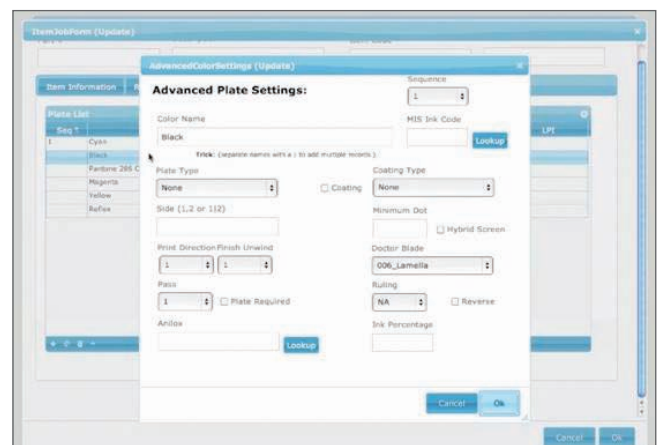 ItemJobForm (Update)
AdvancedColorSettings (Update)
Item Information
Advanced Plate Settings:
Sequence
1
Plate List
Seq
LPI
Color Name
MIS Ink Code
Black
Lookup
Trick: (separate names with a ; to add multiple records.)
1 Cyan
Black
Pantone 285 C
Magenta
Yellow
Plate Type
Coating Type
None
Coating
None
Side (1,2 or 1|2)
Minimum Dot
Hybrid Screen
Print Direction
Finish Unwind
Doctor Blade
1
1
006_Lamella
Pass
Ruling
1
Plate Required
NA
Reverse
Anilox
Ink Percentage
Lookup
Cancel
Ok
Cancel
Ok